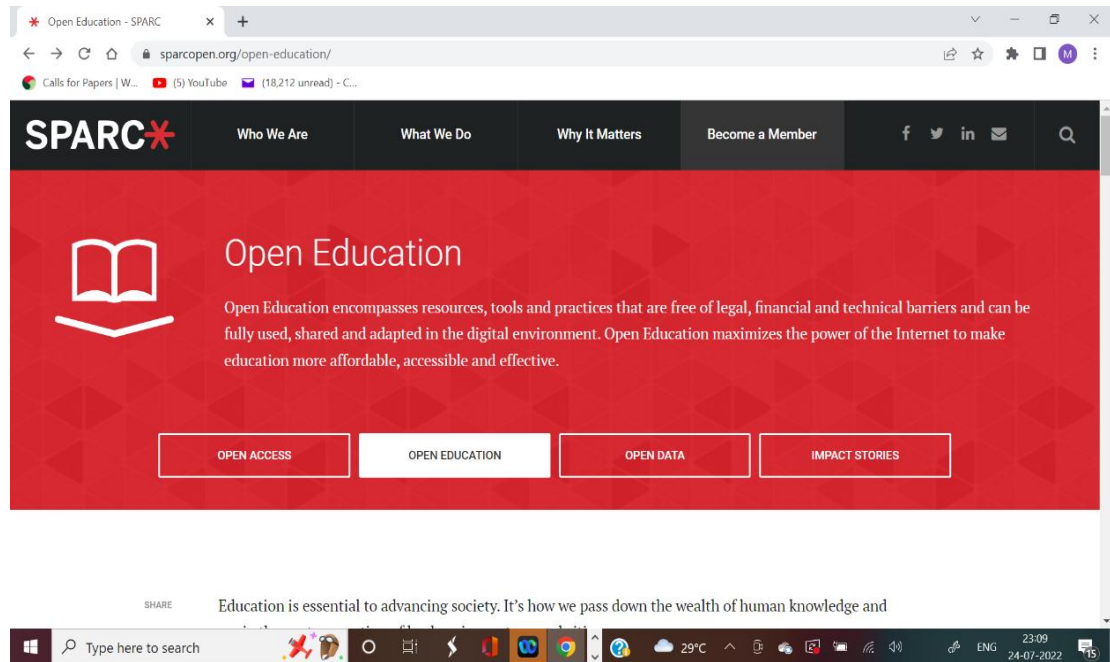 Open Education - SPARC
sparcopen.org/open-education/
M
Calls for Papers | W...
(5) YouTube
(18,212 unread) - C...
SPARC
Who We Are
What We Do
Why It Matters
Become a Member
Open Education
Open Education encompasses resources, tools and practices that are free of legal, financial and technical barriers and can be
fully used, shared and adapted in the digital environment. Open Education maximizes the power of the Internet to make
education more affordable, accessible and effective.
OPEN ACCESS
OPEN EDUCATION
OPEN DATA
IMPACT STORIES
SHARE
Education is essential to advancing society. It's how we pass down the wealth of human knowledge and
Type here to search
29°C
ENG
23:09
24-07-2022
15